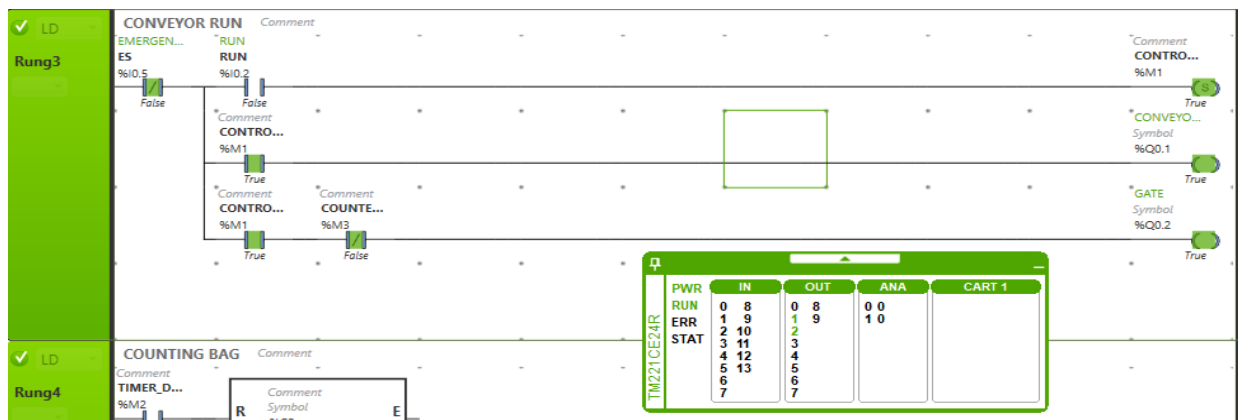 LD
CONVEYOR RUN Comment
Rung3
EMERGEN...
ES
%I0.5
False
RUN
RUN
%I0.2
False
Comment
CONTRO...
%M1
S
True
Comment
CONTRO...
%M1
True
CONVEYO...
Symbol
%Q0.1
True
Comment
CONTRO...
%M1
True
Comment
COUNTE...
%M3
False
GATE
Symbol
%Q0.2
True
TM221CE24R
PWR
RUN
ERR
STAT
IN
0 8
1 9
2 10
3 11
4 12
5 13
6
7
OUT
0 8
1 9
2
3
4
5
6
7
ANA
0 0
1 0
CART 1
LD
COUNTING BAG Comment
Rung4
Comment
TIMER_D...
%M2
R
Comment
Symbol
E